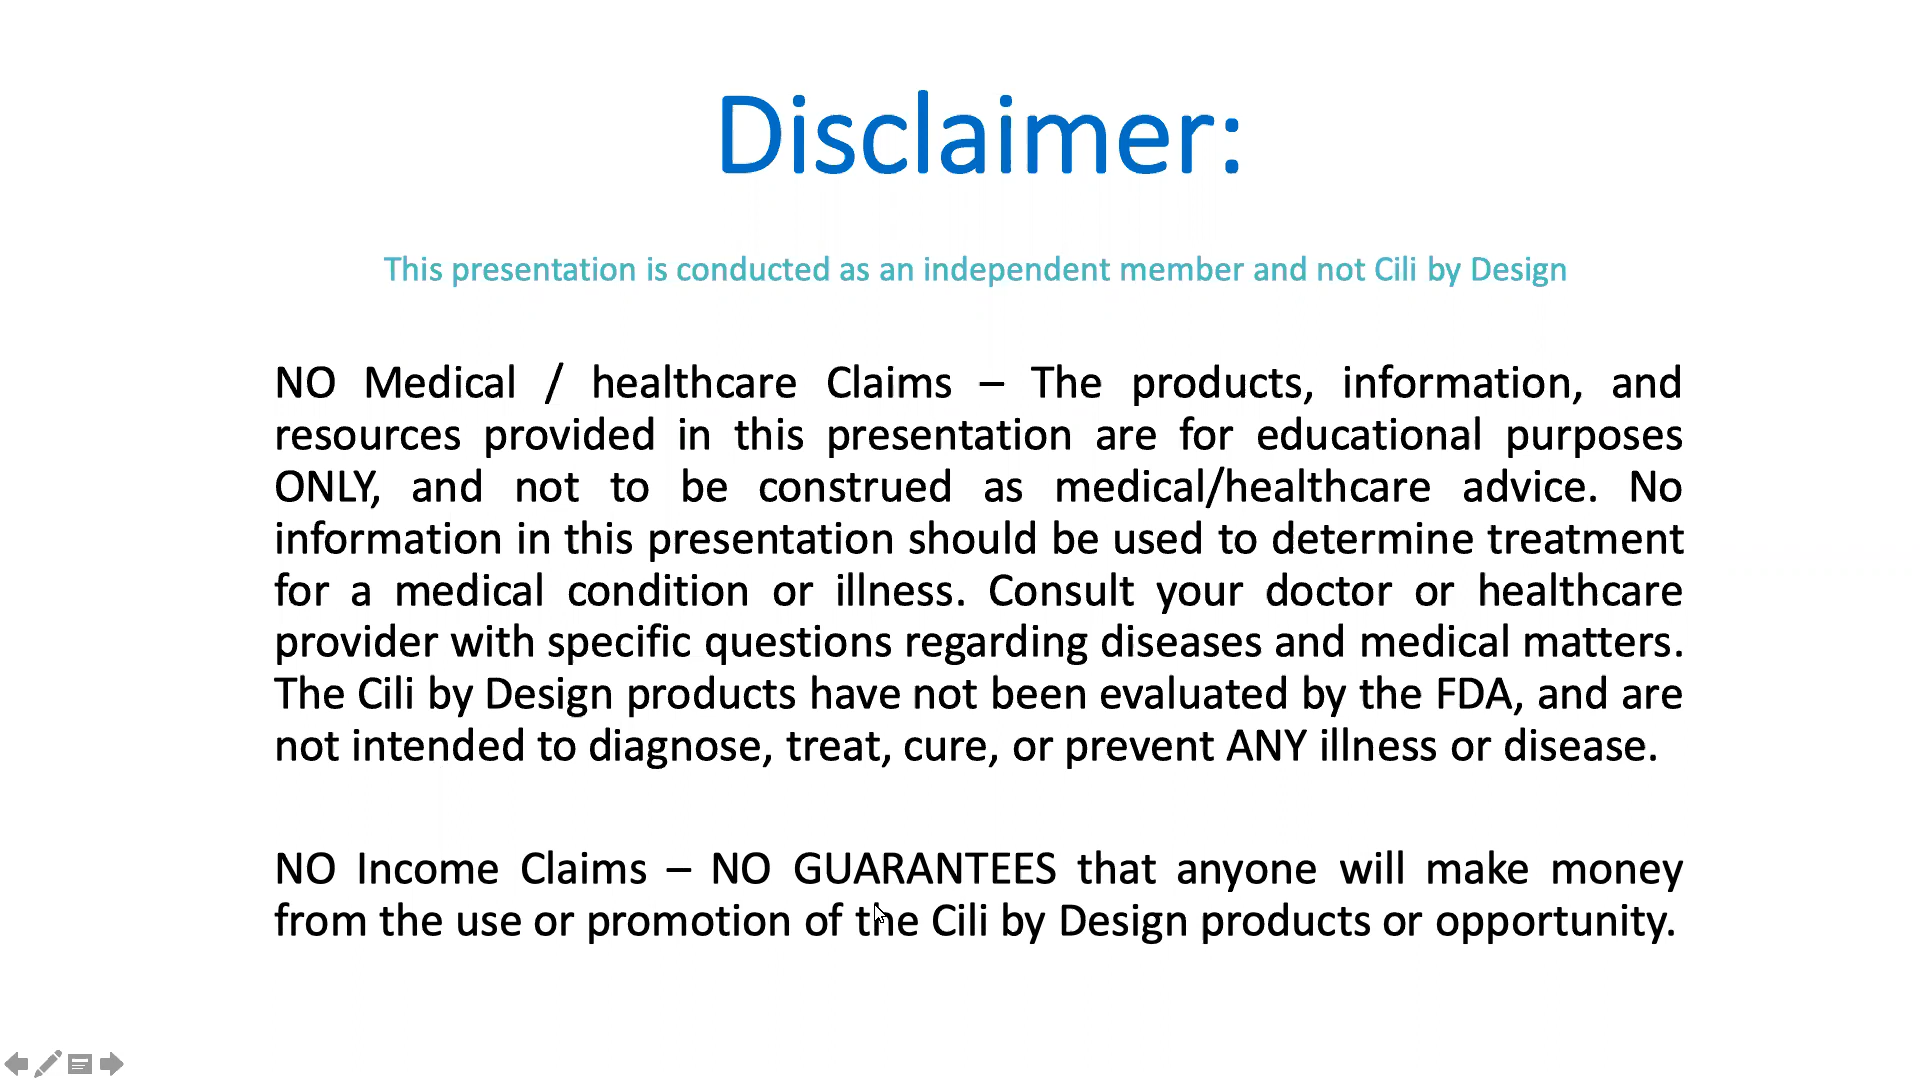 Disclaimer:
This presentation is conducted as an independent member and not Cili by Design
NO Medical / healthcare Claims – The products, information, and
resources provided in this presentation are for educational purposes
ONLY, and not to be construed as medical/healthcare advice. No
information in this presentation should be used to determine treatment
for a medical condition or illness. Consult your doctor or healthcare
provider with specific questions regarding diseases and medical matters.
The Cili by Design products have not been evaluated by the FDA, and are
not intended to diagnose, treat, cure, or prevent ANY illness or disease.
NO Income Claims – NO GUARANTEES that anyone will make money
from the use or promotion of the Cili by Design products or opportunity.